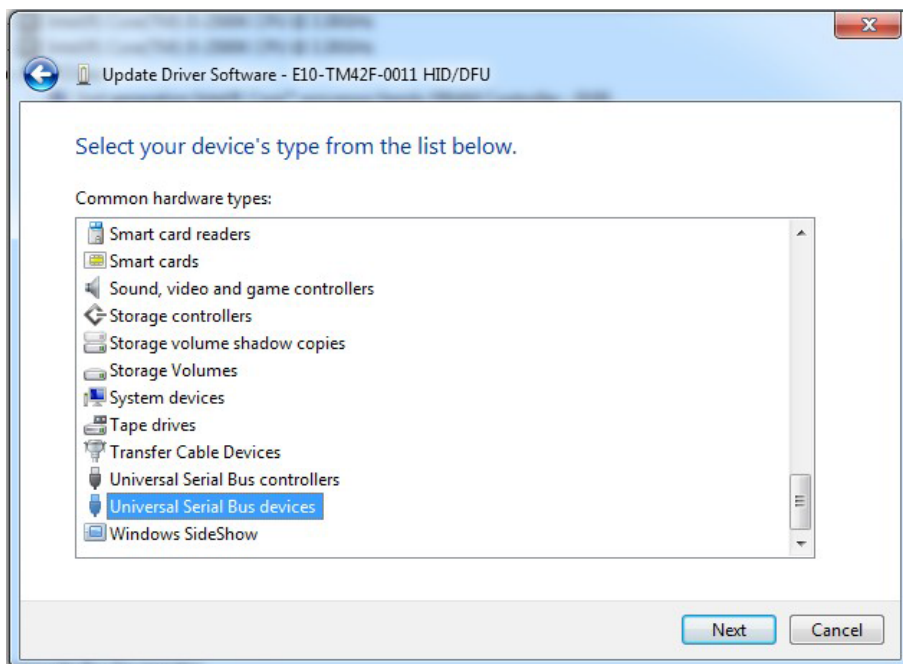 Update Driver Software - E10-TM42F-0011 HID/DFU
Select your device's type from the list below.
Common hardware types:
Smart card readers
Smart cards
Sound, video and game controllers
Storage controllers
Storage volume shadow copies
Storage Volumes
System devices
Tape drives
Transfer Cable Devices
Universal Serial Bus controllers
Universal Serial Bus devices
Windows SideShow
Next Cancel